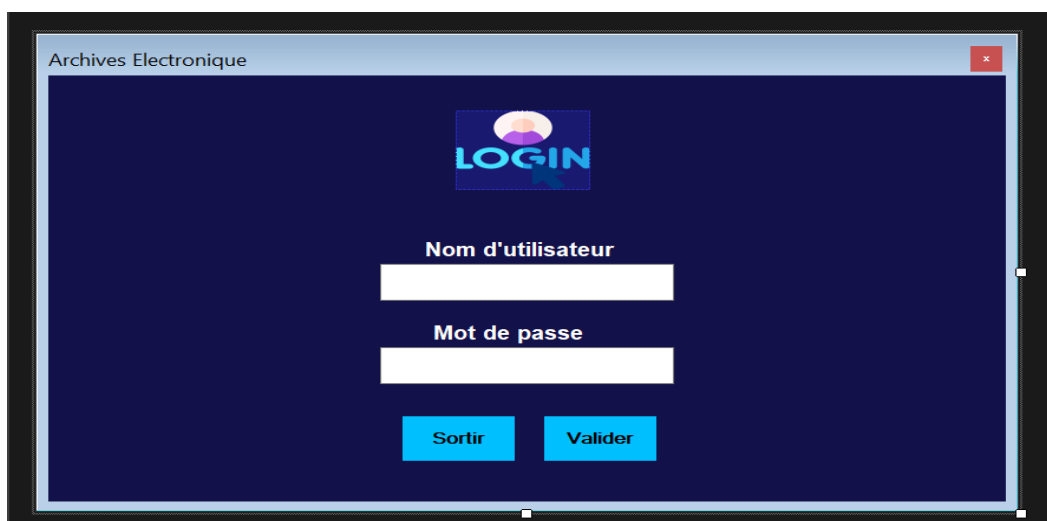 Archives Electronique
x
LOGIN
Nom d'utilisateur
Mot de passe
Sortir
Valider